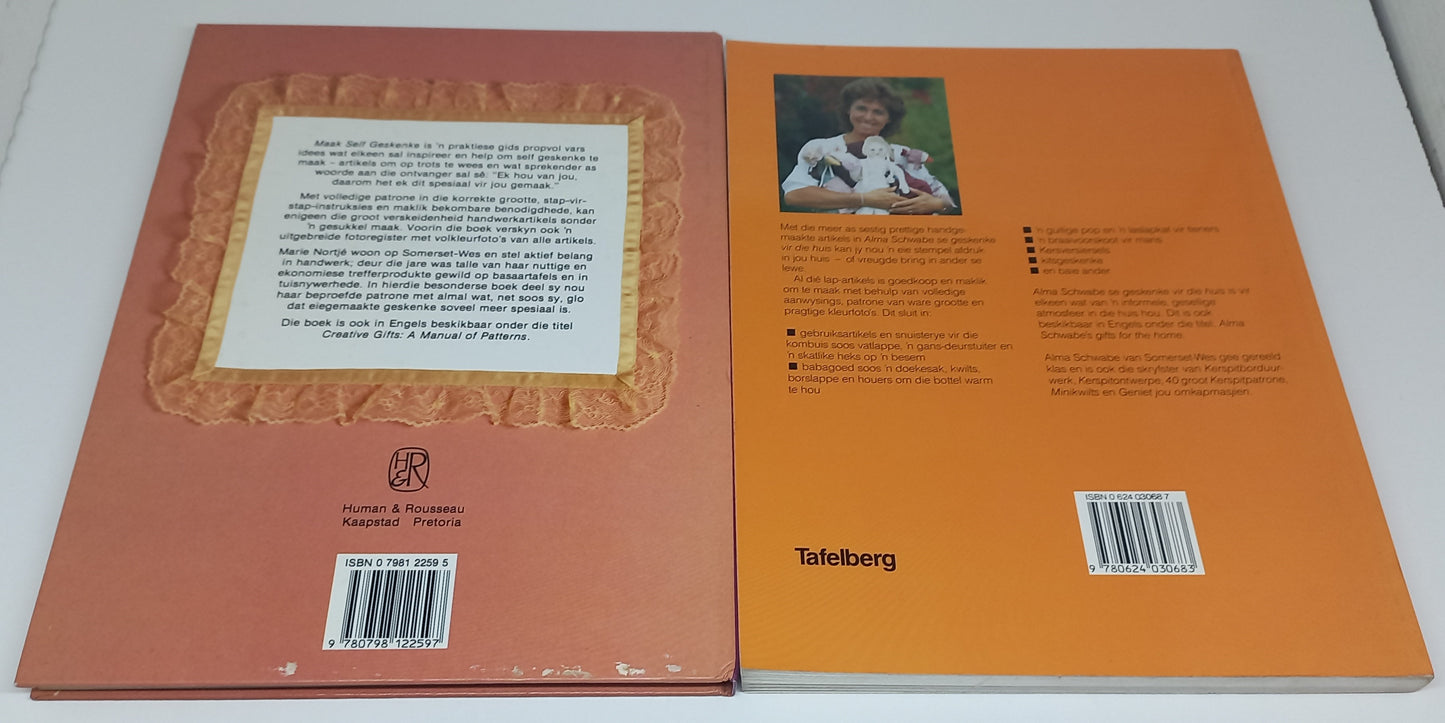 Maak Self Geskenke is 'n praktiese gids propvol vars
idees wat elkeen sal inspireer en help om self geskenke te
maak – artikels om op trots te wees en wat sprekender as
woorde aan die ontvanger sal sê: "Ek hou van jou,
daarom het ek dit spesiaal vir jou gemaak."
Met volledige patrone in die korrekte grootte, stap-vir-
stap-instruksies en maklik bekombare benodigdhede, kan
enigeen die groot verskeidenheid handwerkartikels sonder
'n gesukkel maak. Voorin die boek verskyn ook 'n
uitgebreide fotoregister met volkleurfoto's van alle artikels.
Marie Nortjé woon op Somerset-Wes en stel aktief belang
in handwerk; deur die jare was talle van haar nuttige en
ekonomiese trefferprodukte gewild op basaartafels en in
tuisnywerhede. In hierdie besonderse boek deel sy nou
haar beproefde patrone met almal wat, net soos sy, glo
dat eiegemaakte geskenke soveel meer spesiaal is.
Die boek is ook in Engels beskikbaar onder die titel
Creative Gifts: A Manual of Patterns.
H&R
Human & Rousseau
Kaapstad Pretoria
ISBN 0 7981 2259 5
9 780798 122597
Met die meer as sestig prettige handge-
maakte artikels in Alma Schwabe se geskenke
vir die huis kan jy nou 'n eie stempel afdruk
in jou huis – of vreugde bring in ander se
lewe.
Al dié lap-artikels is goedkoop en maklik
om te maak met behulp van volledige
aanwysings, patrone van ware grootte en
pragtige kleurfoto's. Dit sluit in:
■ gebruiksartikels en snuisterye vir die
kombuis soos vatlappe, 'n gans-deurstuiter en
'n skatlike heks op 'n besem
■ babagoed soos 'n doekesak, kwilts,
borslappe en houers om die bottel warm
te hou
■ 'n gullige pop en 'n laslapkat vir tieners
■ 'n braaivoorskoot vir mans
■ Kersversiersels
■ kitsgeskenke
■ en baie ander
Alma Schwabe se geskenke vir die huis is vir
elkeen wat van 'n informele, gesellige
atmosfeer in die huis hou. Dit is ook
beskikbaar in Engels onder die titel: Alma
Schwabe's gifts for the home.
Alma Schwabe van Somerset-Wes gee gereeld
klas en is ook die skryfster van Kerspitborduur-
werk, Kerspitontwerpe, 40 groot Kerspitpatrone,
Minikwilts en Geniet jou omkapmasjien.
Tafelberg
ISBN 0 624 03068 7
9 780624 030683